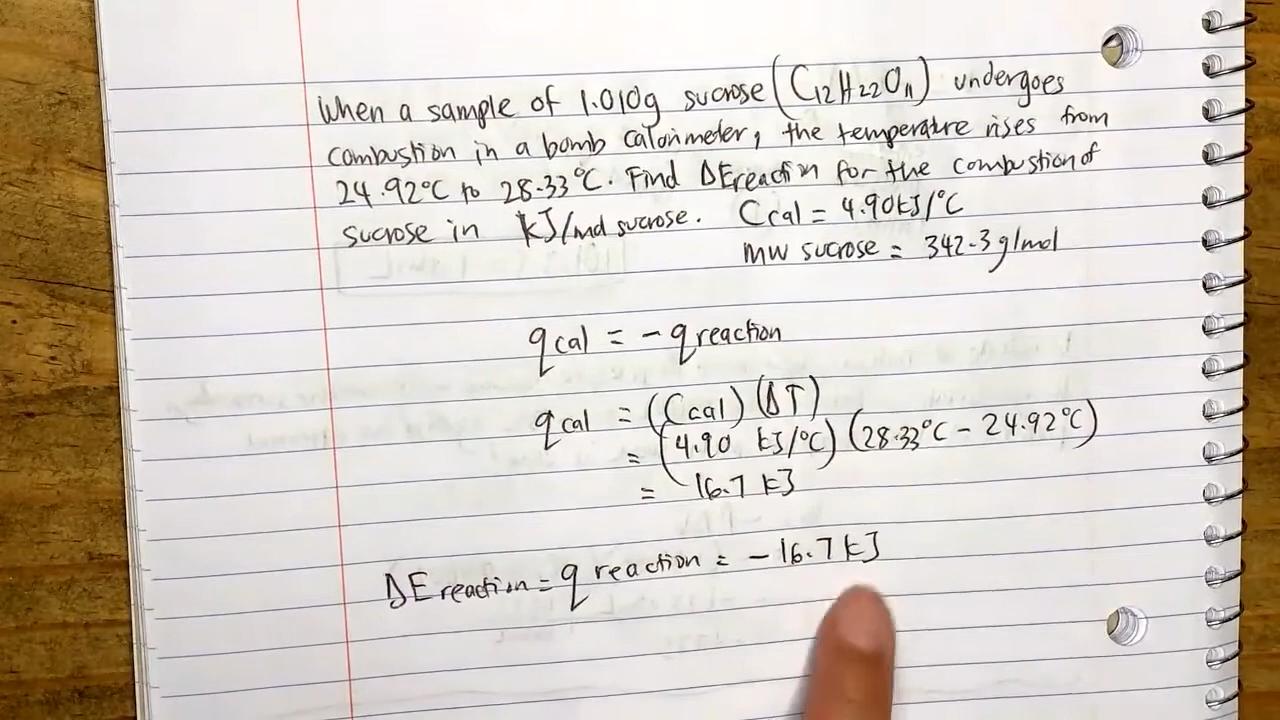 When a sample of 1.010g sucrose (C12H22O11) undergoes
combustion in a bomb calorimeter, the temperature rises from
24.92°C to 28.33°C. Find ΔEreaction for the combustion of
sucrose in kJ/mol sucrose. Ccal = 4.90kJ/°C
MW sucrose = 342.3 g/mol
qcal = - qreaction
qcal = (Ccal) (ΔT)
= (4.90 kJ/°C) (28.33°C - 24.92°C)
= 16.7 kJ
ΔE reaction = q reaction = - 16.7 kJ